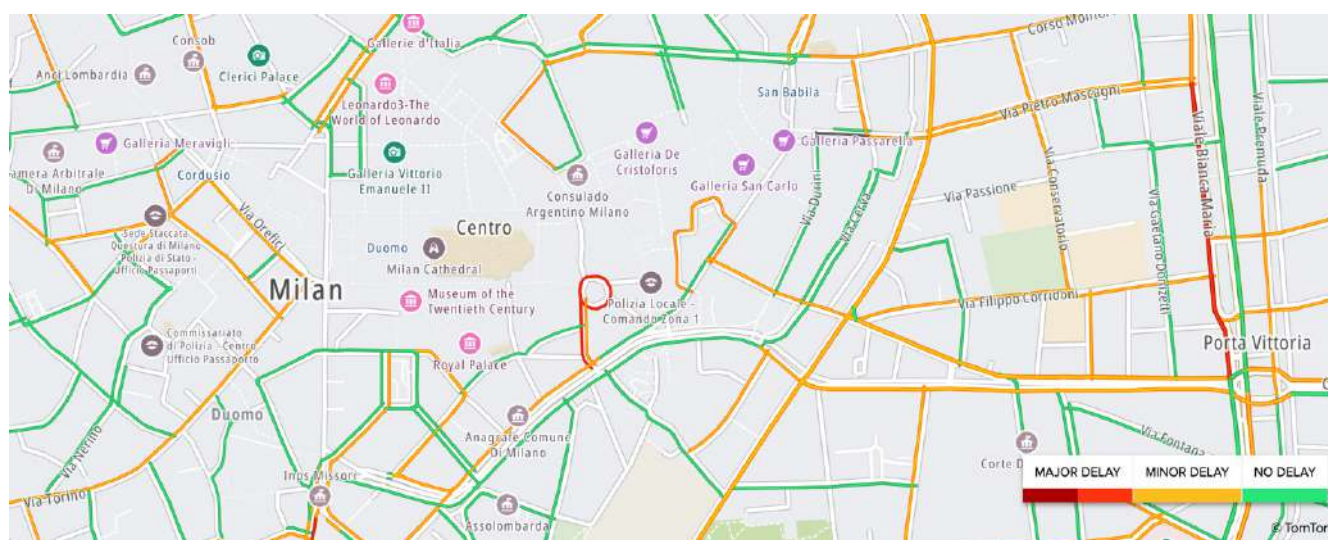 Consob
Gallerie d'Italia
Corso Monfor
Anci Lombardia
Clerici Palace
San Babila
Leonardo3-The
World of Leonardo
Via Pietro Mascagni
Galleria Meravigli
Galleria De
Cristoforis
Galleria Passarella
amera Arbitrale
Di Milano
Cordusio
Galleria Vittorio
Emanuele II
Consulado
Argentino Milano
Galleria San Carlo
Via Passione
Via Orefici
Via Durini
Via Cerva
Via Conservatorio
Via Gaetano Donizetti
Viale Bianca Maria
Viale Premuda
Sede Staccata
Questura di Milano
- Polizia di Stato -
Ufficio Passaporti
Duomo
Centro
Milan Cathedral
Milan
Museum of the
Twentieth Century
Polizia Locale -
Comando Zona 1
Via Filippo Corridoni
Commissariato
di Polizia - Centro
Ufficio Passaporto
Royal Palace
Porta Vittoria
Duomo
Via Nerino
Anagrafe Comune
Di Milano
Via Fontana
Corte D
Inps Missori
Via Torino
Assolombarda
MAJOR DELAY
MINOR DELAY
NO DELAY
© TomTom